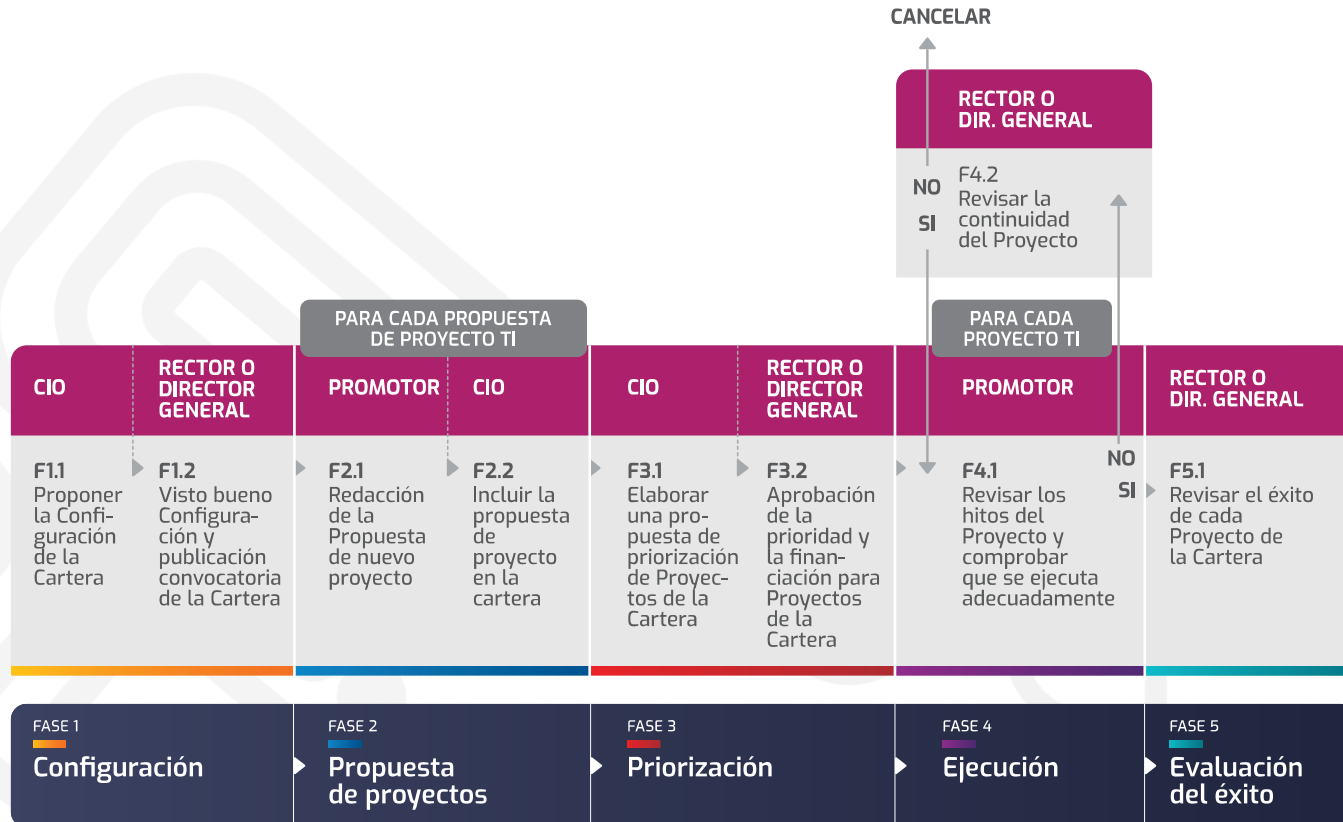 CANCELAR
RECTOR O
DIR. GENERAL
NO
SI
F4.2
Revisar la
continuidad
del Proyecto
PARA CADA PROPUESTA
DE PROYECTO TI
PARA CADA
PROYECTO TI
CIO
RECTOR O
DIRECTOR
GENERAL
PROMOTOR
CIO
CIO
RECTOR O
DIRECTOR
GENERAL
PROMOTOR
RECTOR O
DIR. GENERAL
F1.1
Proponer
la Confi-
guración
de la
Cartera
F1.2
Visto bueno
Configura-
ción y
publicación
convocatoria
de la Cartera
F2.1
Redacción
de la
Propuesta
de nuevo
proyecto
F2.2
Incluir la
propuesta
de
proyecto
en la
cartera
F3.1
Elaborar
una pro-
puesta de
priorización
de Proyec-
tos de la
Cartera
F3.2
Aprobación
de la
prioridad y
la finan-
ciación para
Proyectos
de la
Cartera
F4.1
Revisar los
hitos del
Proyecto y
comprobar
que se ejecuta
adecuadamente
NO
SI
F5.1
Revisar el éxito
de cada
Proyecto de
la Cartera
FASE 1
Configuración
FASE 2
Propuesta
de proyectos
FASE 3
Priorización
FASE 4
Ejecución
FASE 5
Evaluación
del éxito